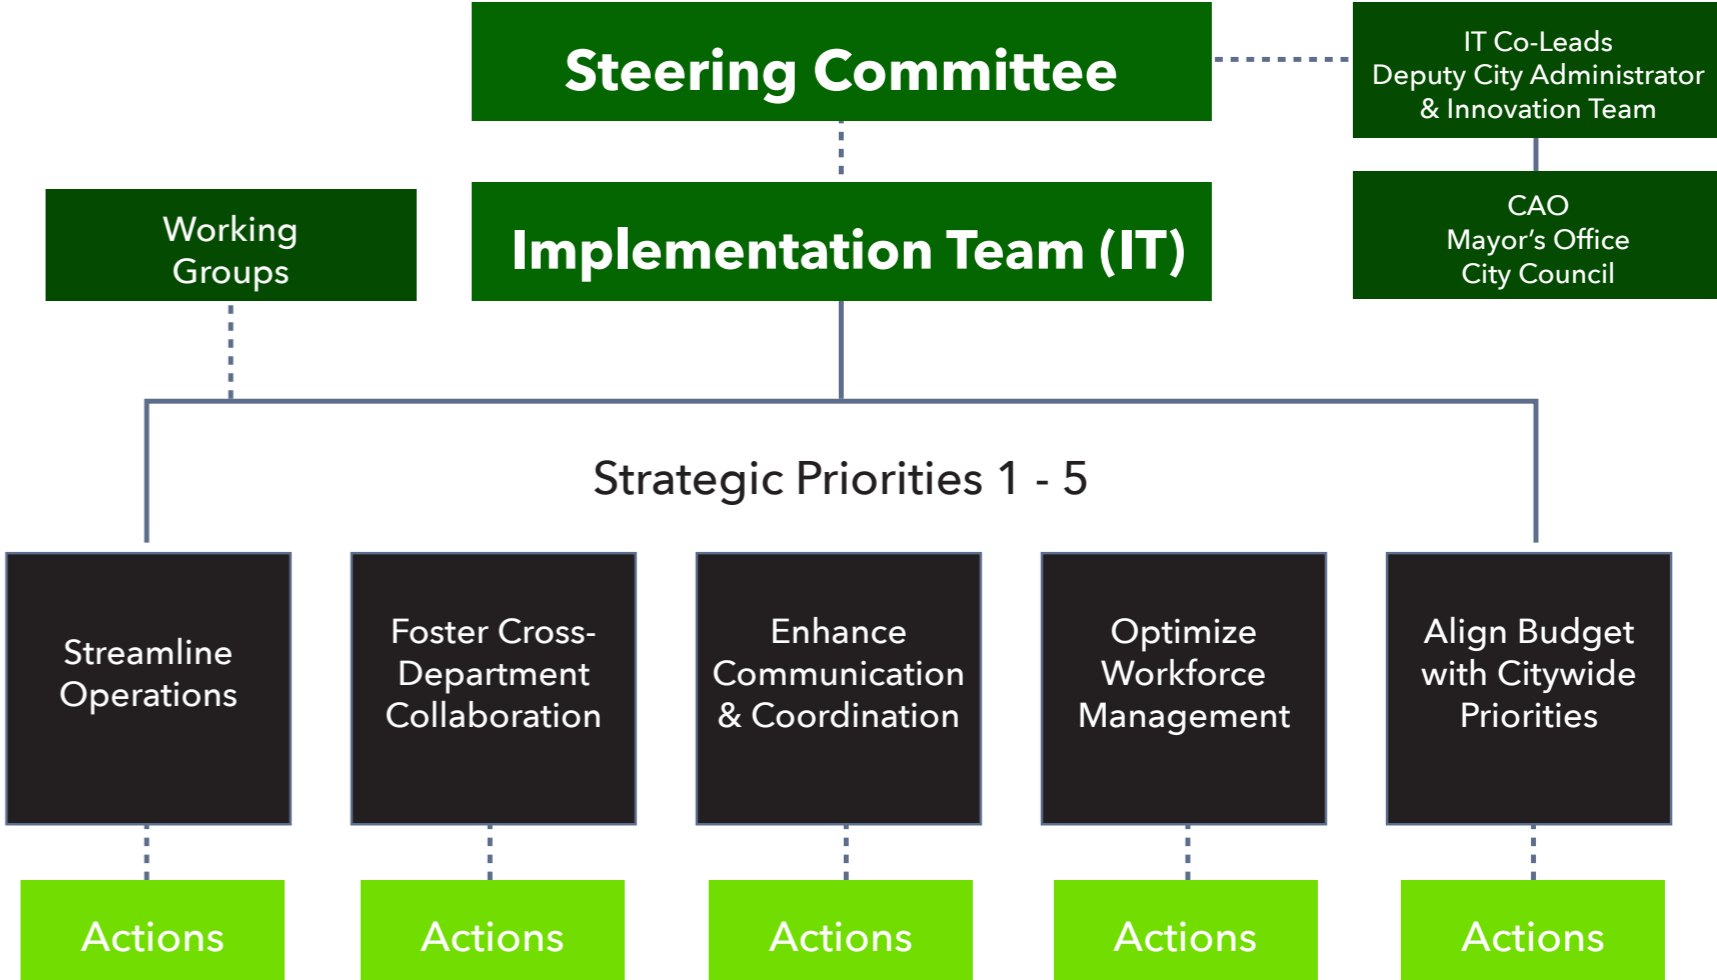 Steering Committee
IT Co-Leads
Deputy City Administrator
& Innovation Team
Working
Groups
Implementation Team (IT)
CAO
Mayor’s Office
City Council
Strategic Priorities 1 - 5
Streamline
Operations
Foster Cross-
Department
Collaboration
Enhance
Communication
& Coordination
Optimize
Workforce
Management
Align Budget
with Citywide
Priorities
Actions
Actions
Actions
Actions
Actions